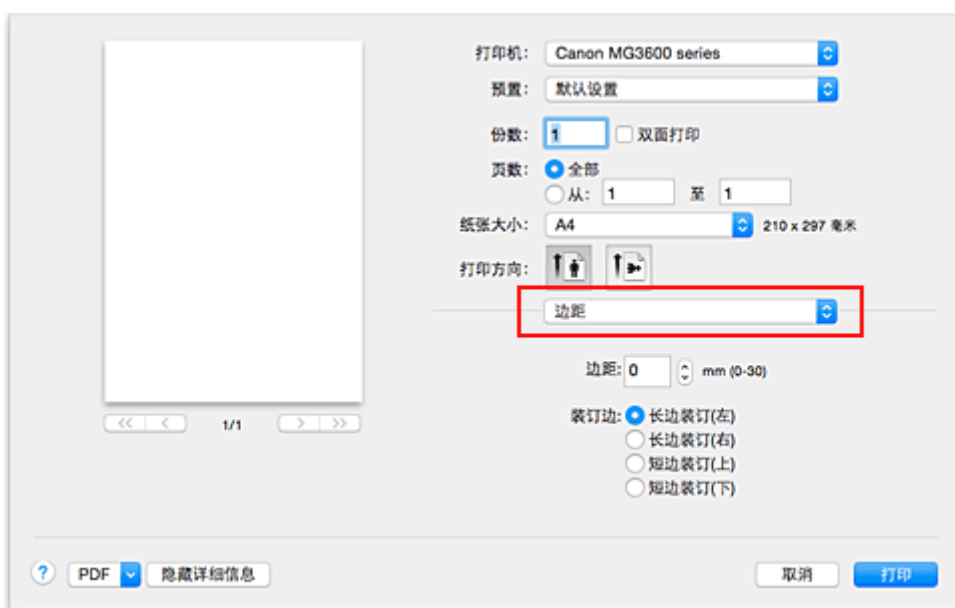 打印机: Canon MG3600 series
预置: 默认设置
份数: 1 双面打印
页数: 全部
从: 1 至 1
纸张大小: A4 210 x 297 毫米
打印方向:
边距
边距: 0 mm (0-30)
装订边: 长边装订(左)
长边装订(右)
短边装订(上)
短边装订(下)
<< < 1/1 > >>
? PDF 隐藏详细信息 取消 打印